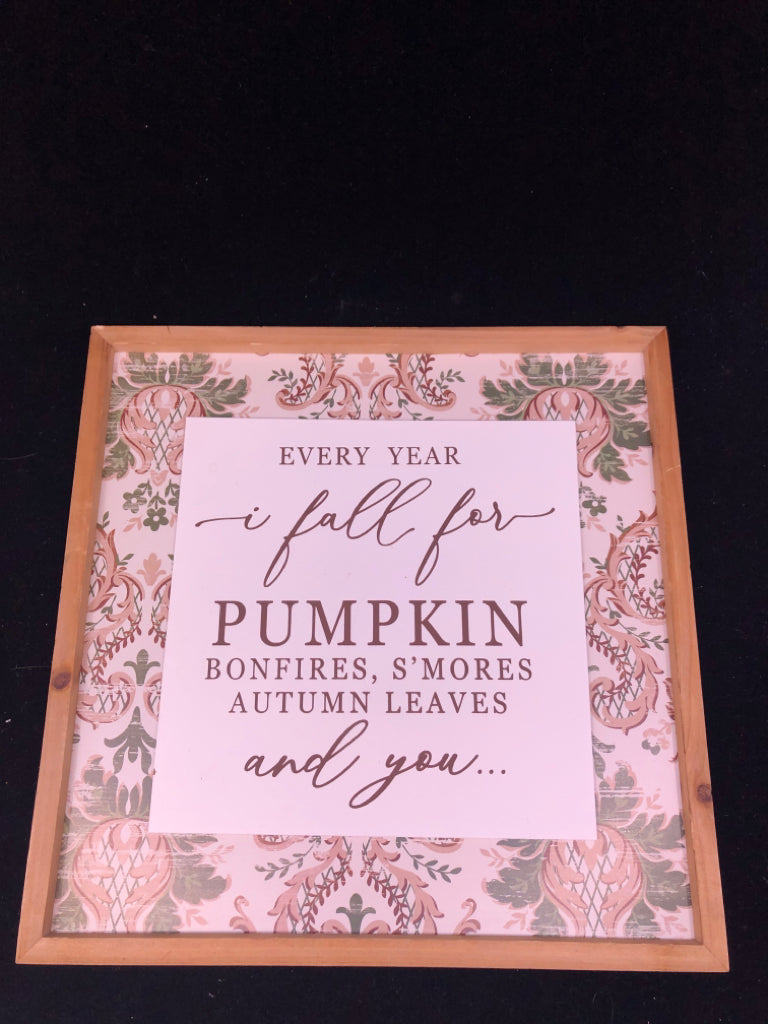 EVERY YEAR
i fall for
PUMPKIN
BONFIRES, S'MORES
AUTUMN LEAVES
and you...